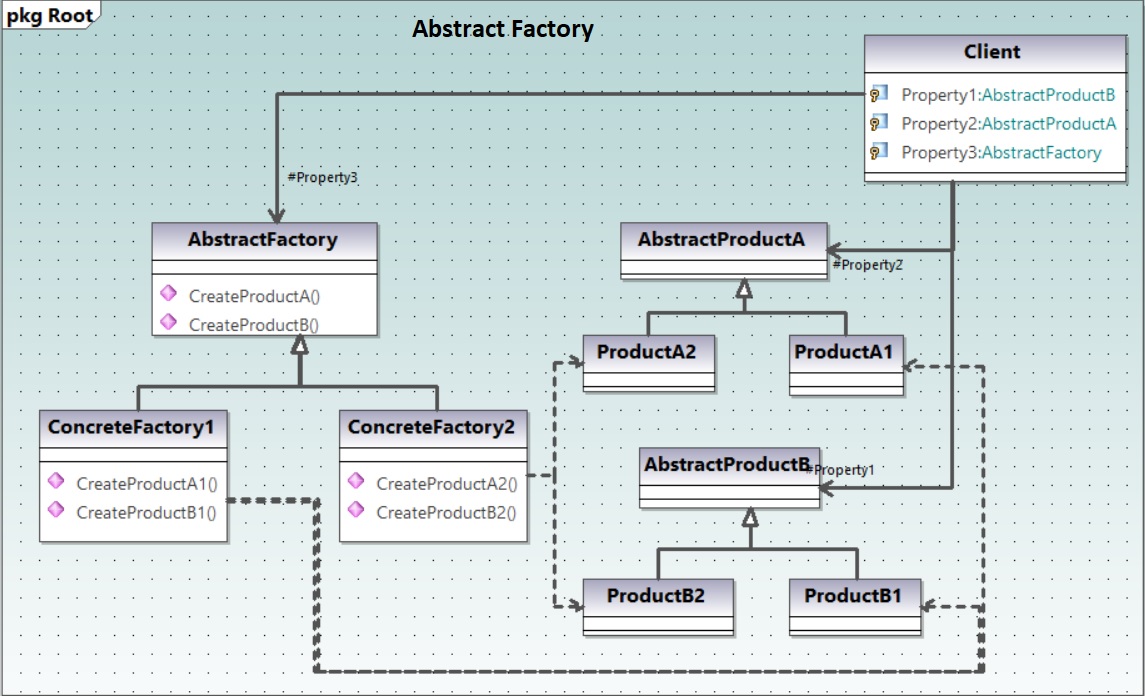 pkg Root
Abstract Factory
Client
Property1:AbstractProductB
Property2:AbstractProductA
Property3:AbstractFactory
#Property3
AbstractFactory
CreateProductA()
CreateProductB()
AbstractProductA
#Property2
ProductA2
ProductA1
ConcreteFactory1
CreateProductA1()
CreateProductB1()
ConcreteFactory2
CreateProductA2()
CreateProductB2()
AbstractProductB
#Property1
ProductB2
ProductB1